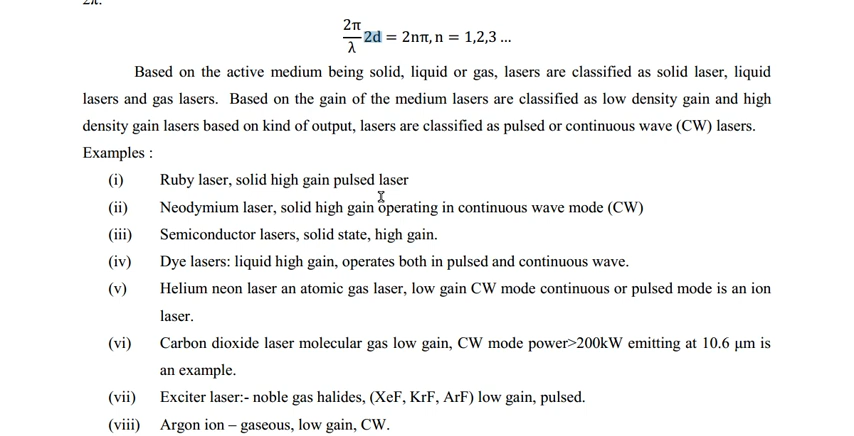 2π.
2π/λ 2d = 2nπ, n = 1,2,3 ...
Based on the active medium being solid, liquid or gas, lasers are classified as solid laser, liquid
lasers and gas lasers. Based on the gain of the medium lasers are classified as low density gain and high
density gain lasers based on kind of output, lasers are classified as pulsed or continuous wave (CW) lasers.
Examples :
(i) Ruby laser, solid high gain pulsed laser
(ii) Neodymium laser, solid high gain operating in continuous wave mode (CW)
(iii) Semiconductor lasers, solid state, high gain.
(iv) Dye lasers: liquid high gain, operates both in pulsed and continuous wave.
(v) Helium neon laser an atomic gas laser, low gain CW mode continuous or pulsed mode is an ion
laser.
(vi) Carbon dioxide laser molecular gas low gain, CW mode power>200kW emitting at 10.6 μm is
an example.
(vii) Exciter laser:- noble gas halides, (XeF, KrF, ArF) low gain, pulsed.
(viii) Argon ion – gaseous, low gain, CW.